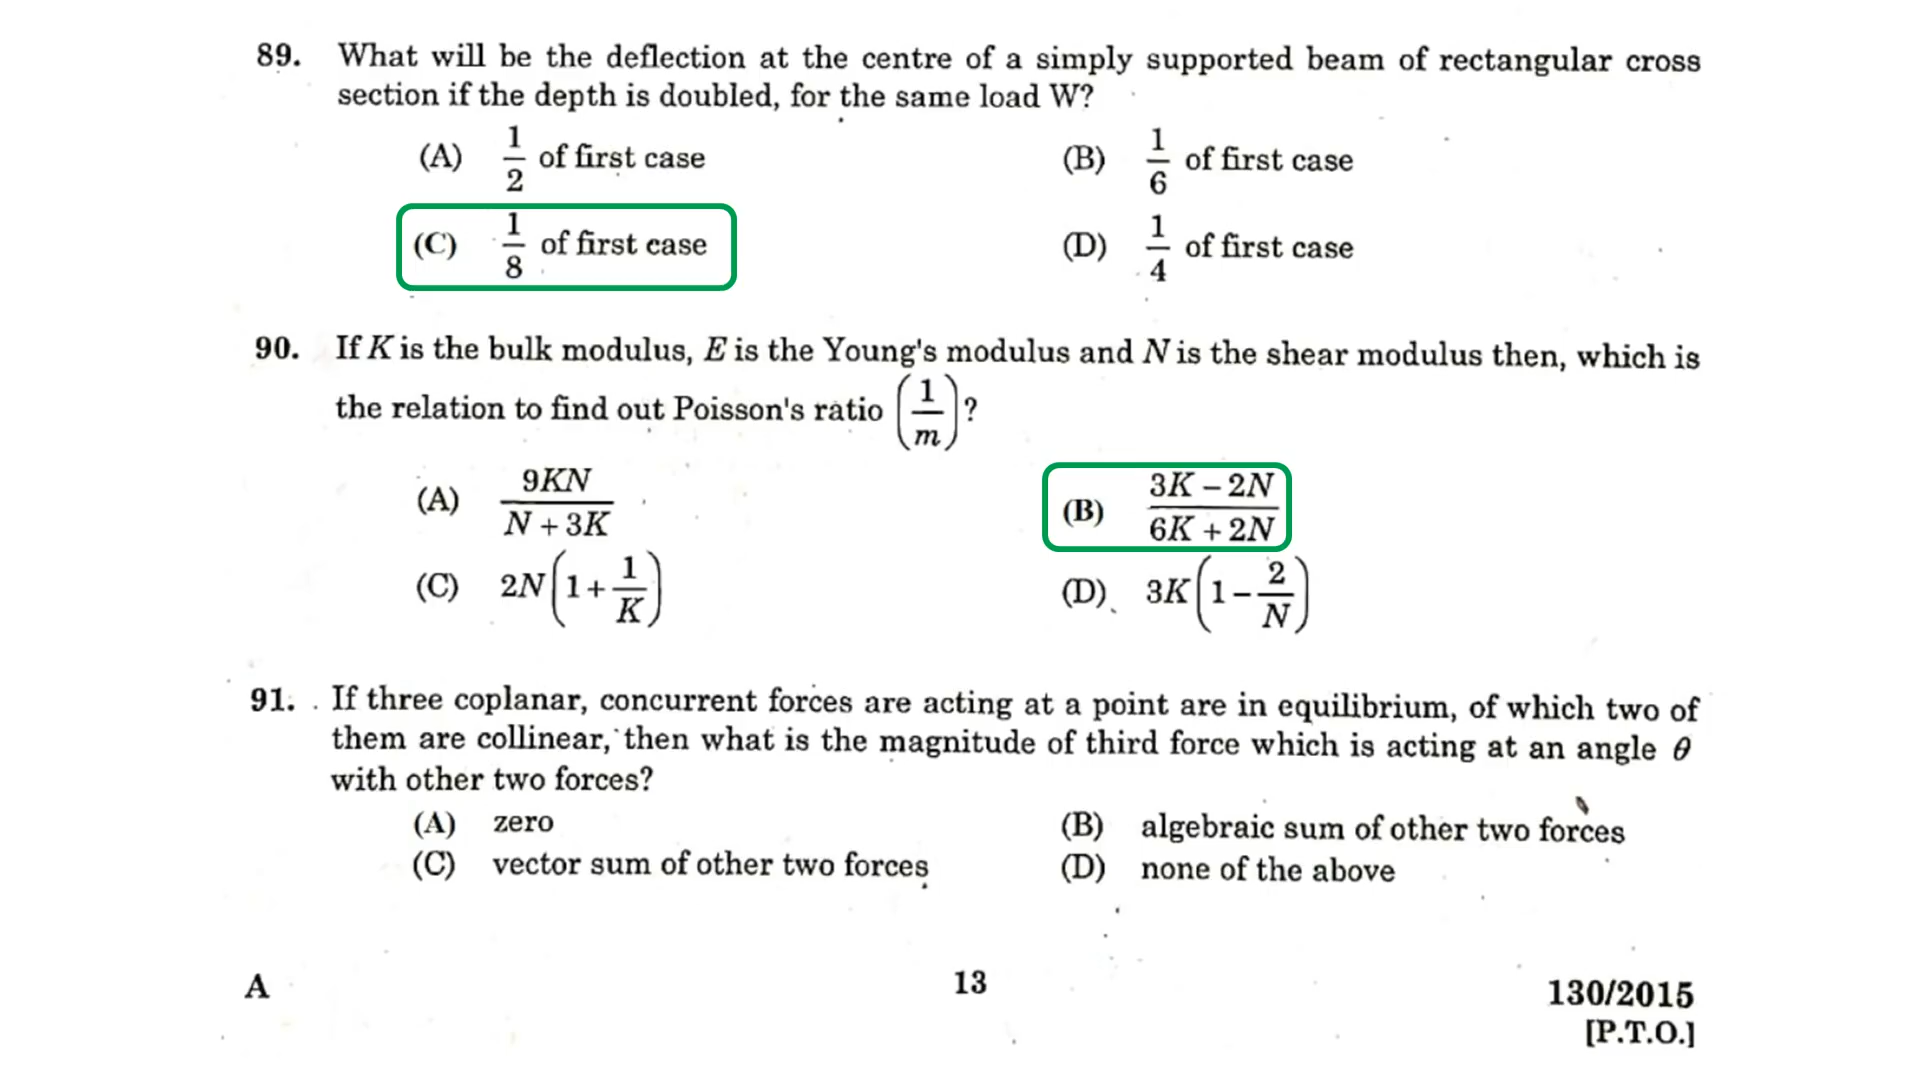 89. What will be the deflection at the centre of a simply supported beam of rectangular cross
section if the depth is doubled, for the same load W?
(A) 1/2 of first case (B) 1/6 of first case
(C) 1/8 of first case (D) 1/4 of first case
90. If K is the bulk modulus, E is the Young's modulus and N is the shear modulus then, which is
the relation to find out Poisson's ratio (1/m)?
(A) 9KN/(N + 3K) (B) (3K − 2N)/(6K + 2N)
(C) 2N(1 + 1/K) (D) 3K(1 − 2/N)
91. If three coplanar, concurrent forces are acting at a point are in equilibrium, of which two of
them are collinear, then what is the magnitude of third force which is acting at an angle θ
with other two forces?
(A) zero (B) algebraic sum of other two forces
(C) vector sum of other two forces (D) none of the above
A 13 130/2015
[P.T.O.]